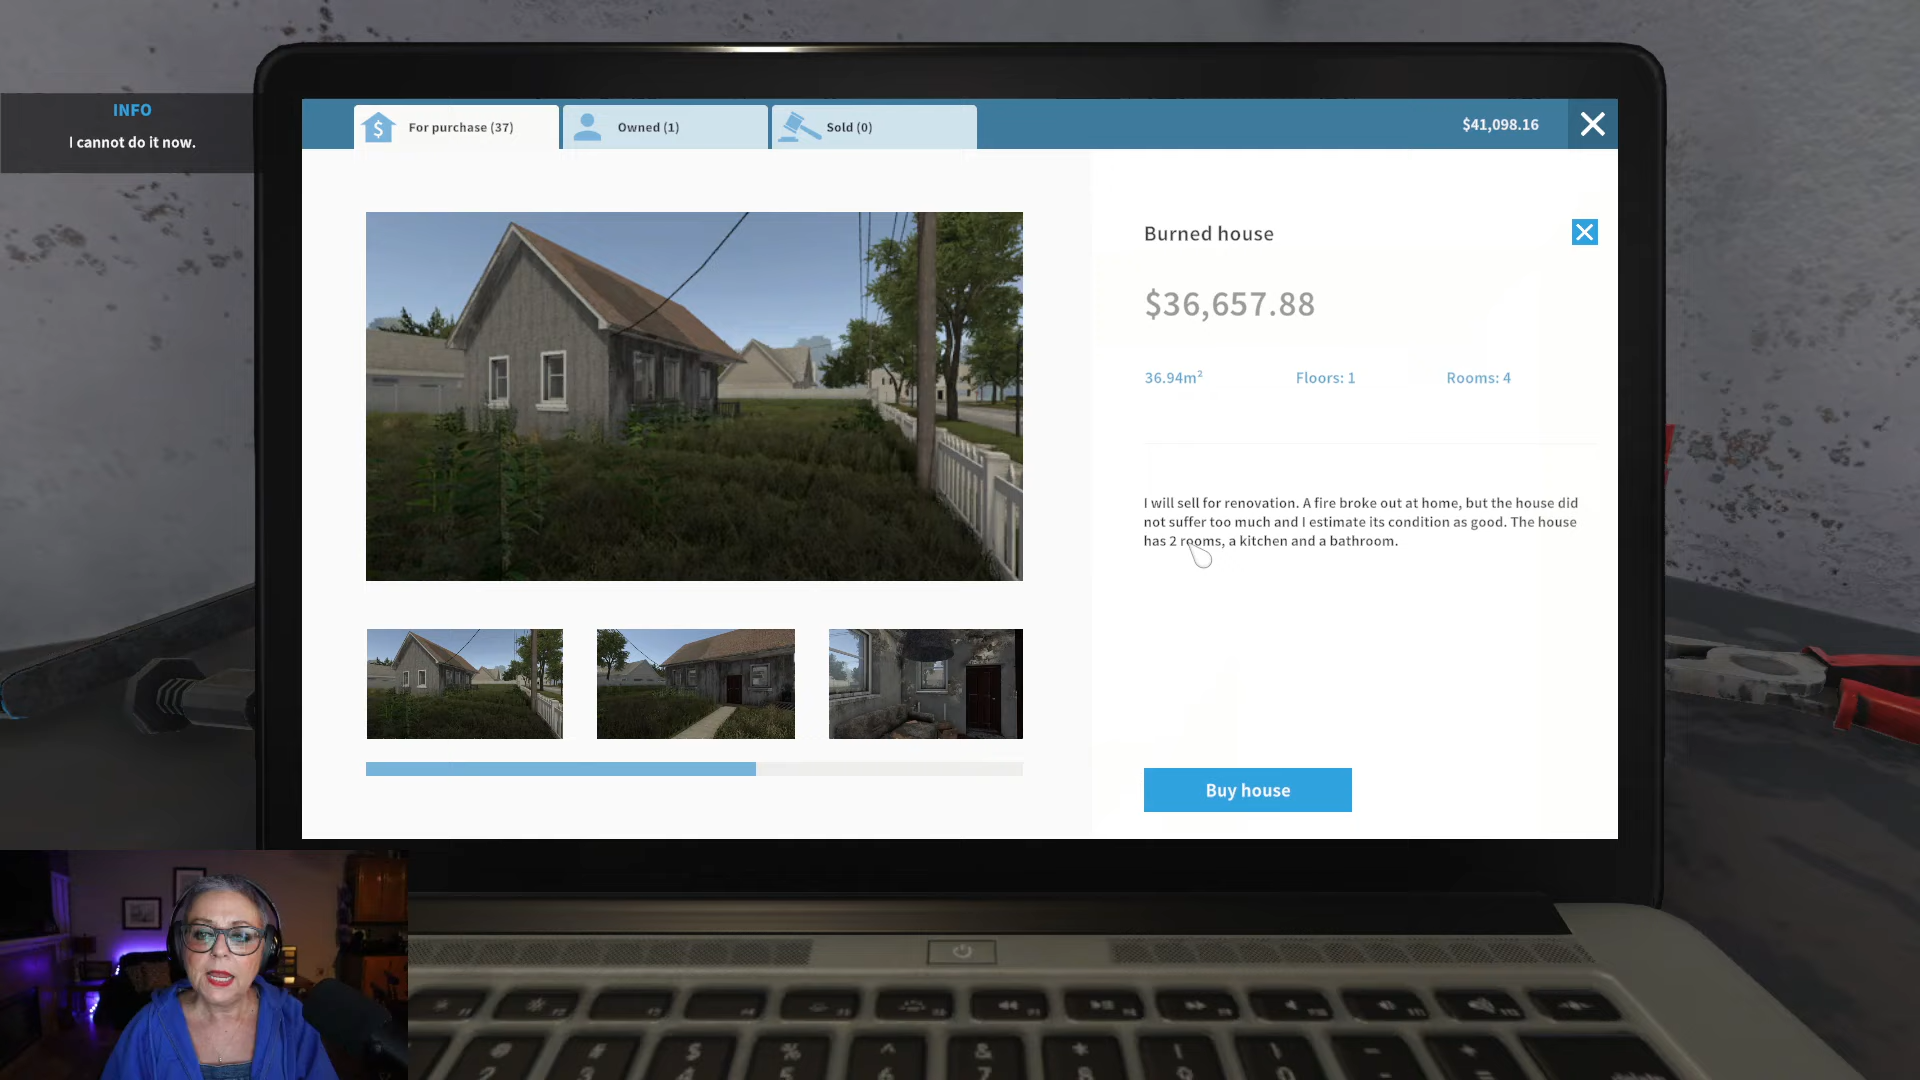 INFO
I cannot do it now.
For purchase (37)
Owned (1)
Sold (0)
$41,098.16
Burned house
$36,657.88
36.94m²
Floors: 1
Rooms: 4
I will sell for renovation. A fire broke out at home, but the house did
not suffer too much and I estimate its condition as good. The house
has 2 rooms, a kitchen and a bathroom.
Buy house